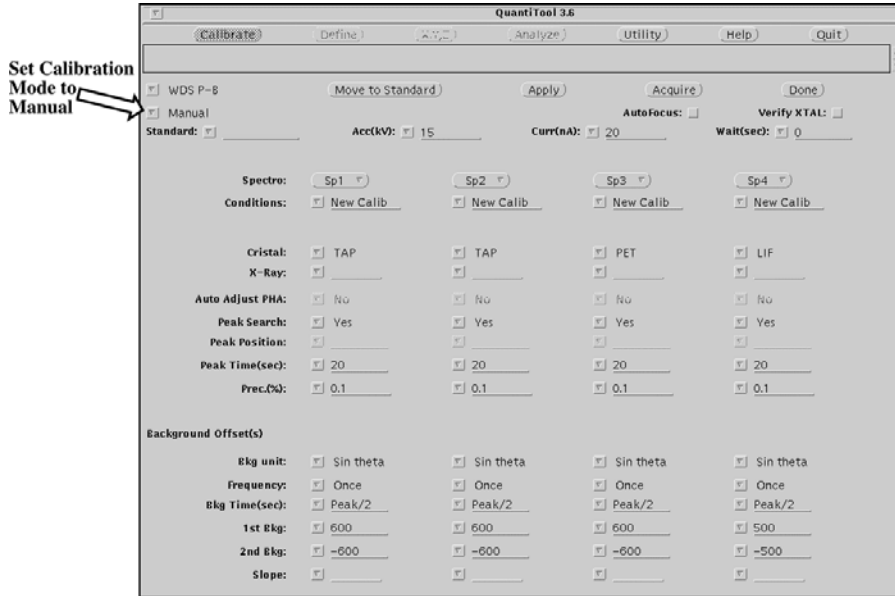 QuantiTool 3.6
Calibrate Define X,Y,Z Analyze Utility Help Quit
Set Calibration
Mode to
Manual
WDS P-B Move to Standard Apply Acquire Done
Manual AutoFocus: Verify XTAL:
Standard: Acc(kV): 15 Curr(nA): 20 Wait(sec): 0
Spectro: Sp1 Sp2 Sp3 Sp4
Conditions: New Calib New Calib New Calib New Calib
Cristal: TAP TAP PET LIF
X-Ray:
Auto Adjust PHA: No No No No
Peak Search: Yes Yes Yes Yes
Peak Position:
Peak Time(sec): 20 20 20 20
Prec.(%): 0.1 0.1 0.1 0.1
Background Offset(s)
Bkg unit: Sin theta Sin theta Sin theta Sin theta
Frequency: Once Once Once Once
Bkg Time(sec): Peak/2 Peak/2 Peak/2 Peak/2
1st Bkg: 600 600 600 500
2nd Bkg: -600 -600 -600 -500
Slope: